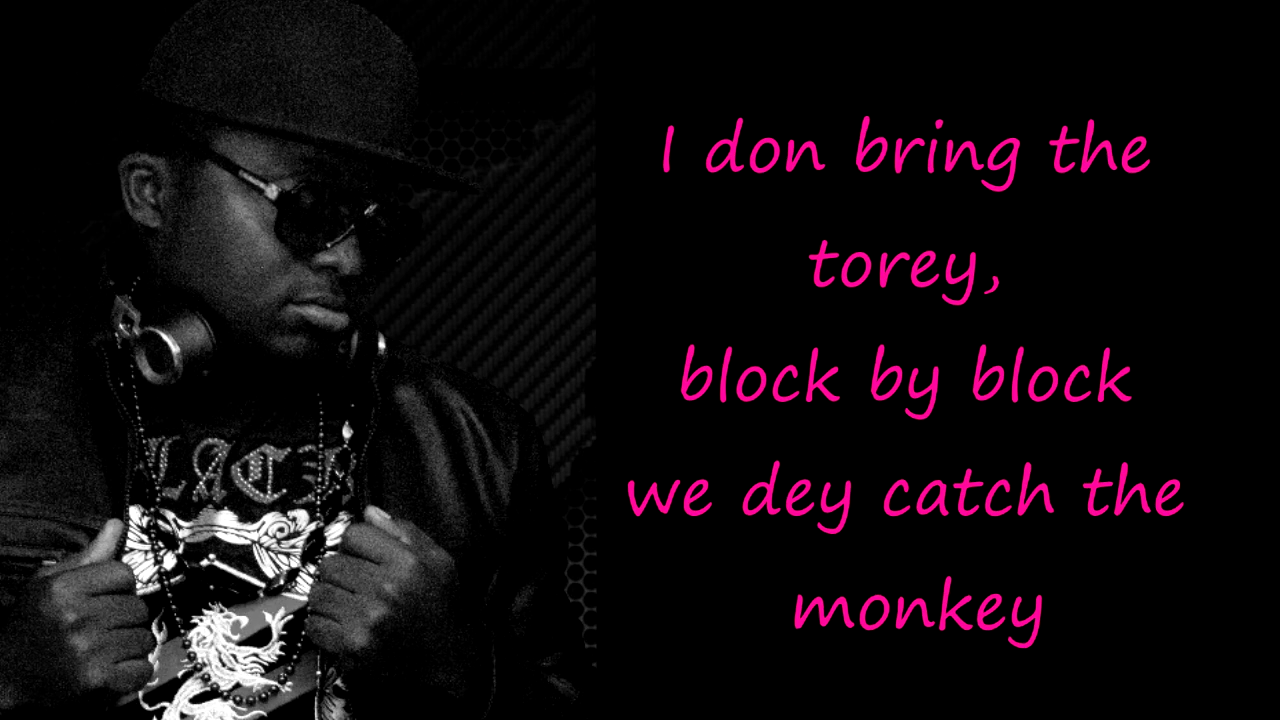 I don bring the
torey,
block by block
we dey catch the
monkey